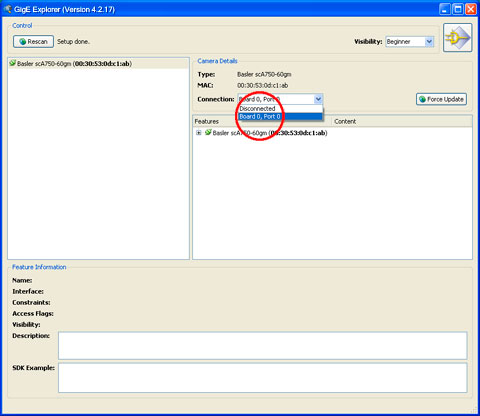 GigE Explorer (Version 4.2.17)
Control
Rescan Setup done. Visibility: Beginner
Basler scA750-60gm (00:30:53:0d:c1:ab)
Camera Details
Type: Basler scA750-60gm
MAC: 00:30:53:0d:c1:ab
Connection: Board 0, Port 0 Force Update
Disconnected
Board 0, Port 0
Features Content
Basler scA750-60gm (00:30:53:0d:c1:ab)
Feature Information
Name:
Interface:
Constraints:
Access Flags:
Visibility:
Description:
SDK Example: